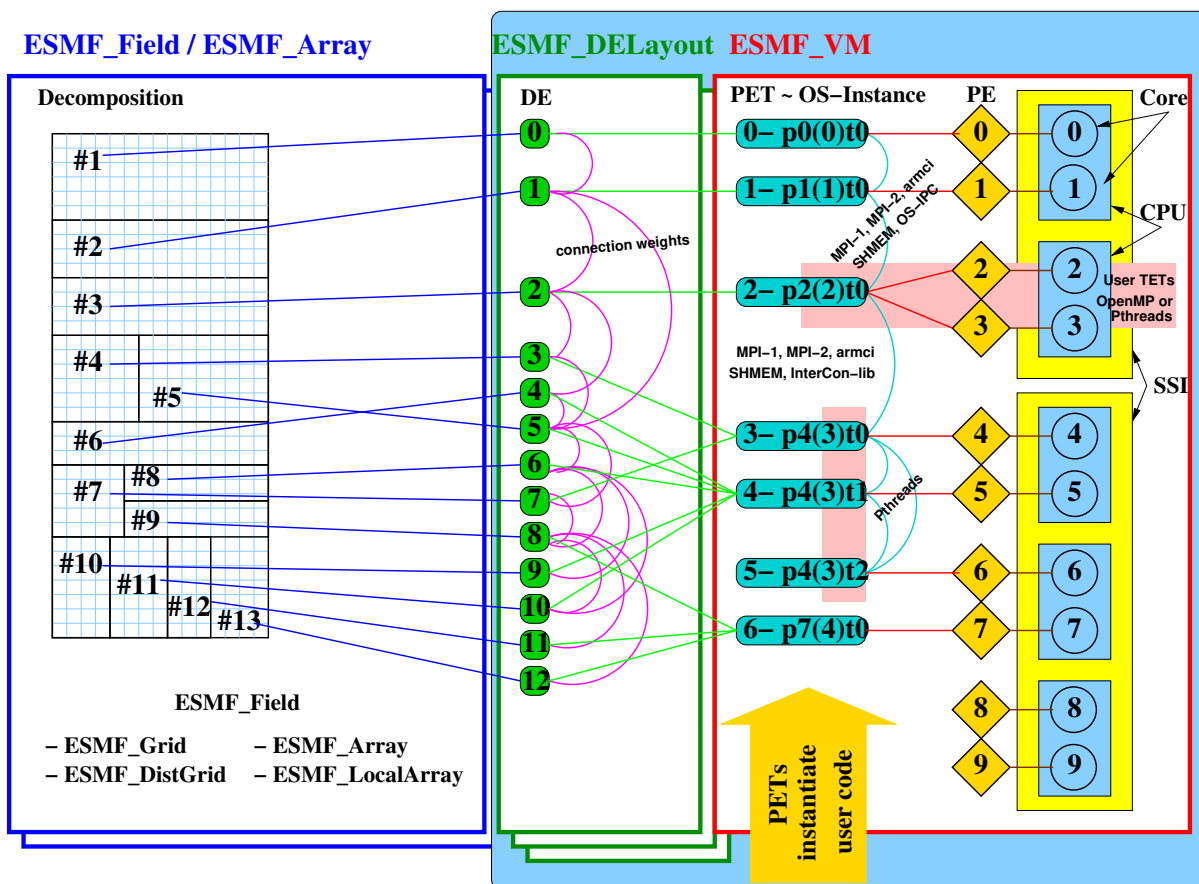 ESMF_Field / ESMF_Array
ESMF_DELayout
ESMF_VM
Decomposition
#1
#2
#3
#4
#5
#6
#7
#8
#9
#10
#11
#12
#13
ESMF_Field
− ESMF_Grid
− ESMF_Array
− ESMF_DistGrid
− ESMF_LocalArray
DE
0
1
2
3
4
5
6
7
8
9
10
11
12
connection weights
PET ~ OS−Instance
0− p0(0)t0
1− p1(1)t0
2− p2(2)t0
3− p4(3)t0
4− p4(3)t1
5− p4(3)t2
6− p7(4)t0
MPI−1, MPI−2, armci
SHMEM, OS−IPC
MPI−1, MPI−2, armci
SHMEM, InterCon−lib
Pthreads
PETs
instantiate
user code
PE
0
1
2
3
4
5
6
7
8
9
0
1
2
3
4
5
6
7
8
9
User TETs
OpenMP or
Pthreads
Core
CPU
SSI